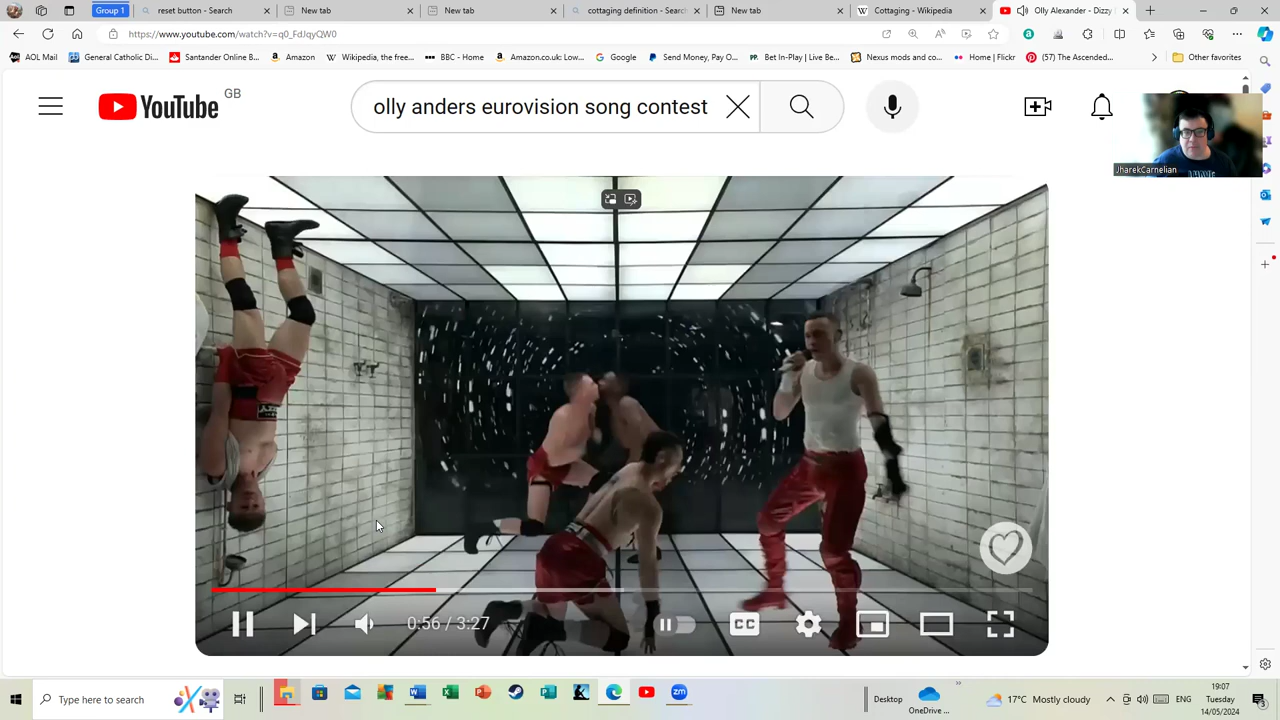 Group 1
reset button - Search
New tab
New tab
cottaging definition - Search
New tab
Cottaging - Wikipedia
Olly Alexander - Dizzy
https://www.youtube.com/watch?v=q0_FdJqyQW0
AOL Mail
General Catholic Di...
Santander Online B...
Amazon
Wikipedia, the free...
BBC - Home
Amazon.co.uk: Low...
Google
Send Money, Pay O...
Bet In-Play | Live Be...
Nexus mods and co...
Home | Flickr
(57) The Ascended...
Other favorites
YouTube
GB
olly anders eurovision song contest
JharekCarnelian
0:56 / 3:27
CC
Type here to search
Desktop
OneDrive ...
17°C Mostly cloudy
ENG
19:07
Tuesday
14/05/2024